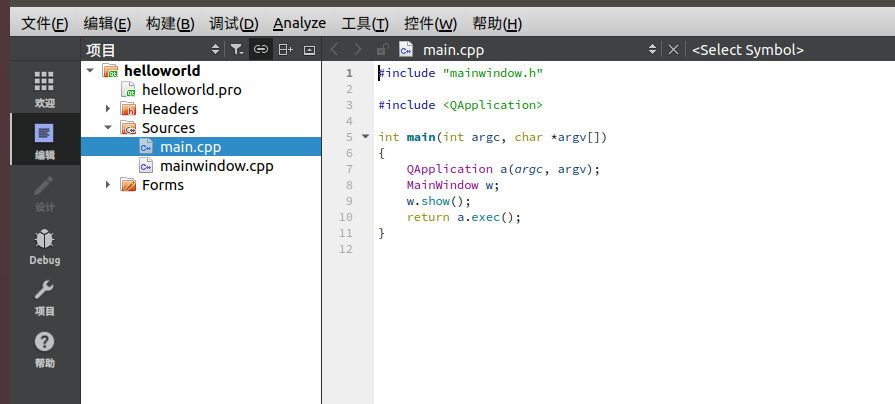 文件(F) 编辑(E) 构建(B) 调试(D) Analyze 工具(T) 控件(W) 帮助(H)
项目
main.cpp
<Select Symbol>
欢迎
编辑
设计
Debug
项目
帮助
helloworld
helloworld.pro
Headers
Sources
main.cpp
mainwindow.cpp
Forms
1 #include "mainwindow.h"
2
3 #include <QApplication>
4
5 int main(int argc, char *argv[])
6 {
7     QApplication a(argc, argv);
8     MainWindow w;
9     w.show();
10     return a.exec();
11 }
12